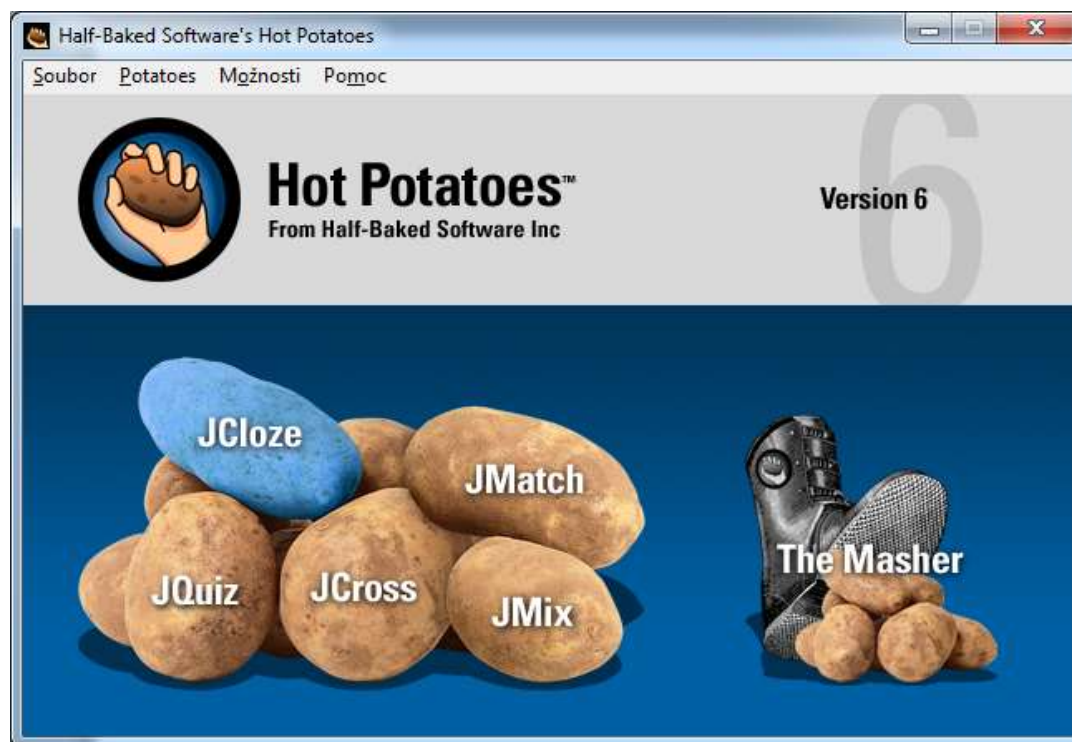 Half-Baked Software's Hot Potatoes
Soubor Potatoes Možnosti Pomoc
6
Hot Potatoes™
From Half-Baked Software Inc
Version 6
JCloze
JMatch
JQuiz
JCross
JMix
The Masher